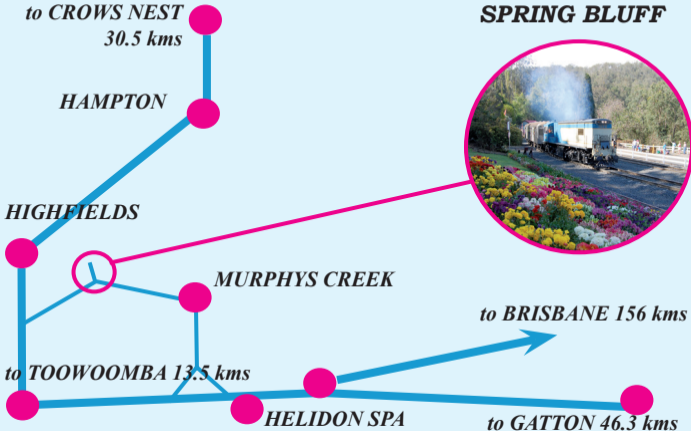 to CROWS NEST
30.5 kms
SPRING BLUFF
HAMPTON
HIGHFIELDS
MURPHYS CREEK
to BRISBANE 156 kms
to TOOWOOMBA 13.5 kms
HELIDON SPA
to GATTON 46.3 kms